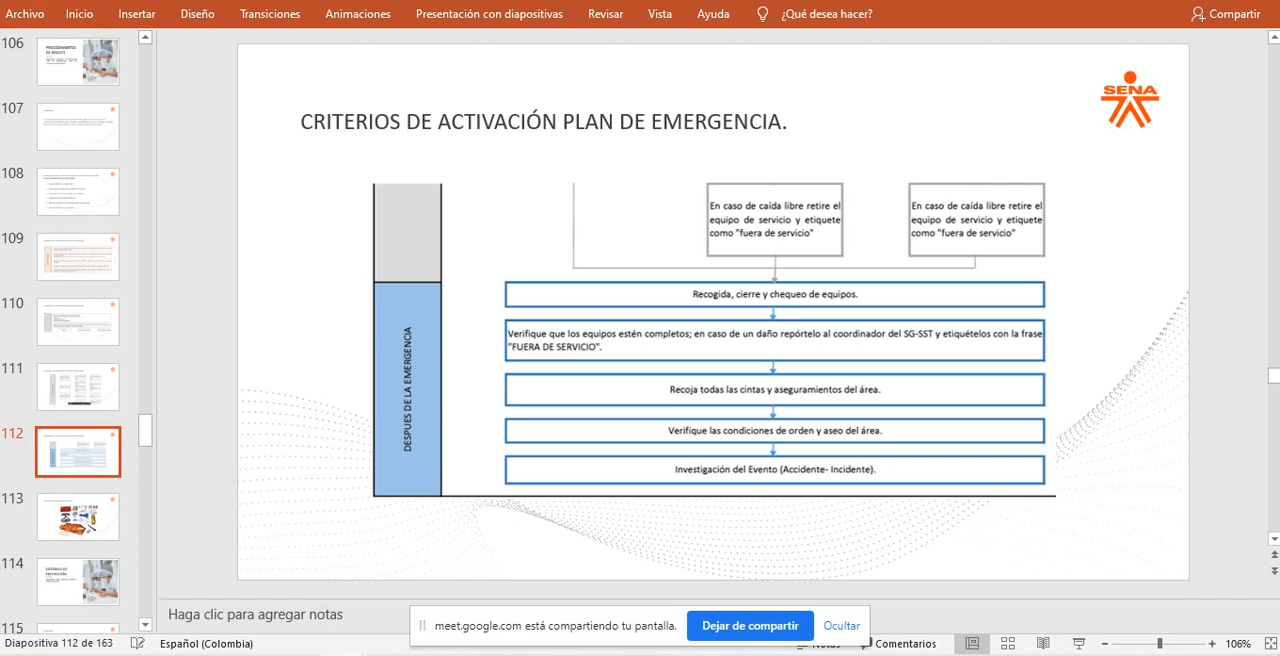 Archivo Inicio Insertar Diseño Transiciones Animaciones Presentación con diapositivas Revisar Vista Ayuda ¿Qué desea hacer? Compartir
106
107
108
109
110
111
112
113
114
115
SENA
CRITERIOS DE ACTIVACIÓN PLAN DE EMERGENCIA.
En caso de caída libre retire el
equipo de servicio y etiquete
como "fuera de servicio"
En caso de caída libre retire el
equipo de servicio y etiquete
como "fuera de servicio"
DESPUES DE LA EMERGENCIA
Recogida, cierre y chequeo de equipos.
Verifique que los equipos estén completos; en caso de un daño repórtelo al coordinador del SG-SST y etiquételos con la frase
"FUERA DE SERVICIO".
Recoja todas las cintas y aseguramientos del área.
Verifique las condiciones de orden y aseo del área.
Investigación del Evento (Accidente- Incidente).
Haga clic para agregar notas
meet.google.com está compartiendo tu pantalla. Dejar de compartir Ocultar
Diapositiva 112 de 163 Español (Colombia) Notas Comentarios 106%